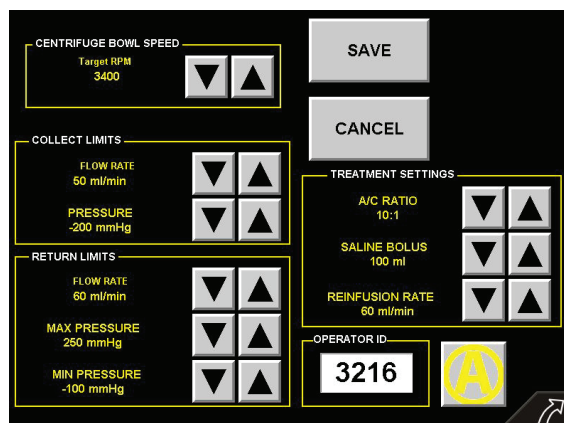 CENTRIFUGE BOWL SPEED
Target RPM
3400
SAVE
CANCEL
COLLECT LIMITS
FLOW RATE
50 ml/min
PRESSURE
-200 mmHg
RETURN LIMITS
FLOW RATE
60 ml/min
MAX PRESSURE
250 mmHg
MIN PRESSURE
-100 mmHg
TREATMENT SETTINGS
A/C RATIO
10:1
SALINE BOLUS
100 ml
REINFUSION RATE
60 ml/min
OPERATOR ID
3216
A